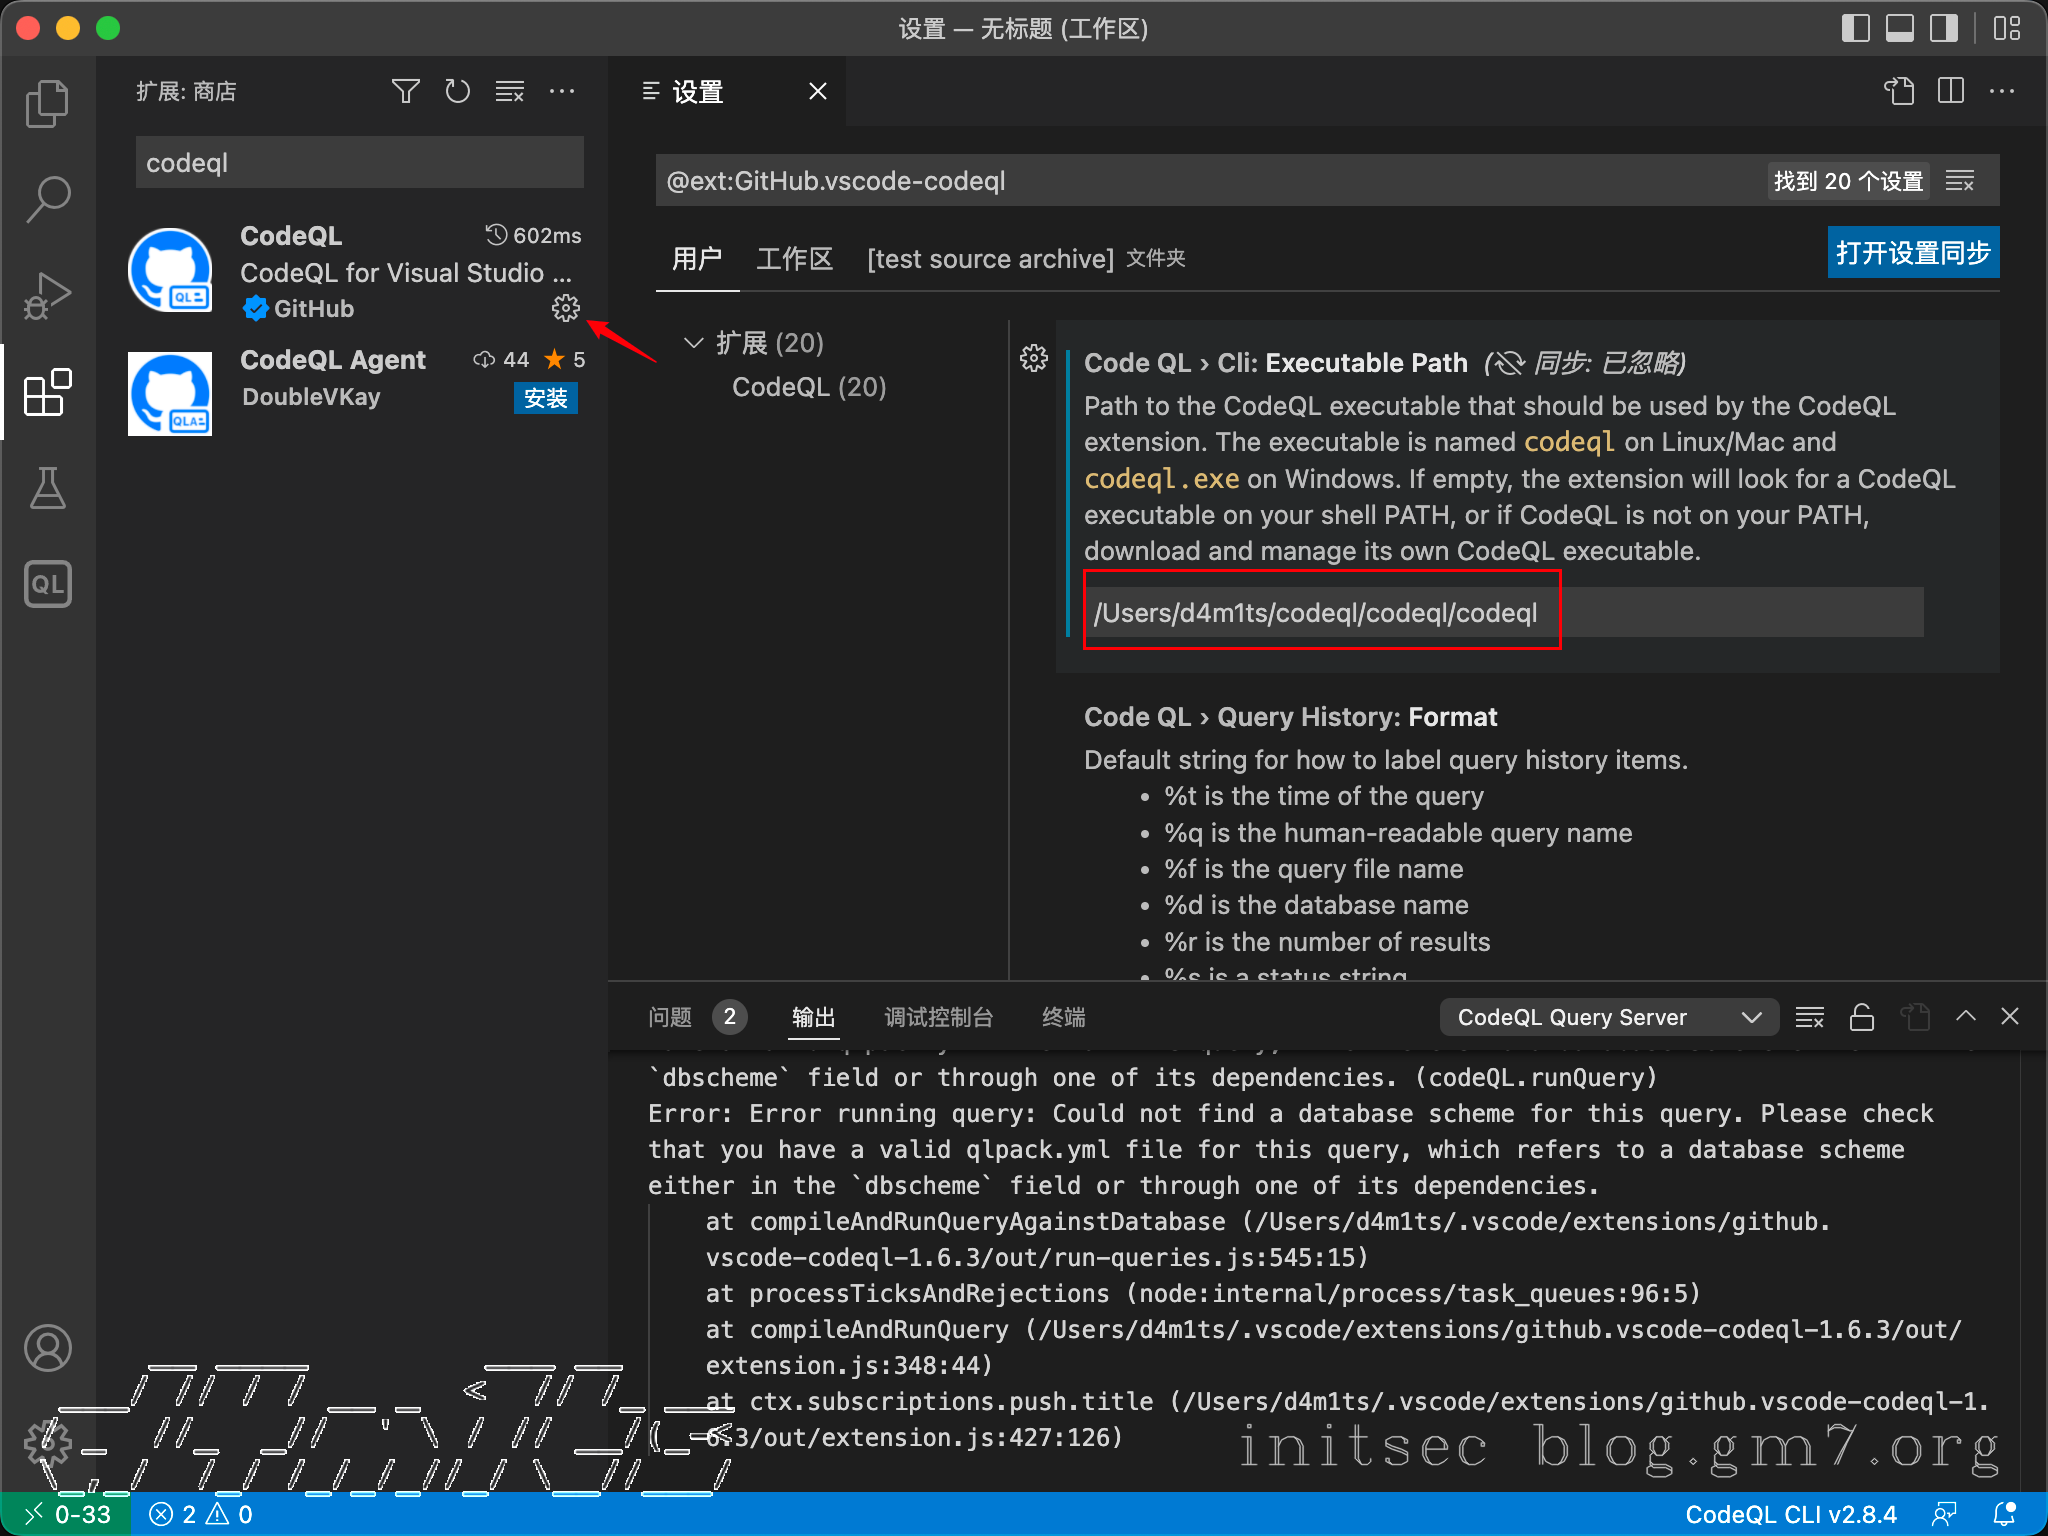 设置 — 无标题 (工作区)
扩展: 商店
codeql
CodeQL
602ms
CodeQL for Visual Studio ...
GitHub
CodeQL Agent
44
5
DoubleVKay
安装
QL
设置
@ext:GitHub.vscode-codeql
找到 20 个设置
用户
工作区
[test source archive] 文件夹
打开设置同步
扩展 (20)
CodeQL (20)
Code QL › Cli: Executable Path (同步: 已忽略)
Path to the CodeQL executable that should be used by the CodeQL
extension. The executable is named codeql on Linux/Mac and
codeql.exe on Windows. If empty, the extension will look for a CodeQL
executable on your shell PATH, or if CodeQL is not on your PATH,
download and manage its own CodeQL executable.
/Users/d4m1ts/codeql/codeql/codeql
Code QL › Query History: Format
Default string for how to label query history items.
• %t is the time of the query
• %q is the human-readable query name
• %f is the query file name
• %d is the database name
• %r is the number of results
• %s is a status string
问题 2
输出
调试控制台
终端
CodeQL Query Server
`dbscheme` field or through one of its dependencies. (codeQL.runQuery)
Error: Error running query: Could not find a database scheme for this query. Please check
that you have a valid qlpack.yml file for this query, which refers to a database scheme
either in the `dbscheme` field or through one of its dependencies.
at compileAndRunQueryAgainstDatabase (/Users/d4m1ts/.vscode/extensions/github.
vscode-codeql-1.6.3/out/run-queries.js:545:15)
at processTicksAndRejections (node:internal/process/task_queues:96:5)
at compileAndRunQuery (/Users/d4m1ts/.vscode/extensions/github.vscode-codeql-1.6.3/out/
extension.js:348:44)
at ctx.subscriptions.push.title (/Users/d4m1ts/.vscode/extensions/github.vscode-codeql-1.
6.3/out/extension.js:427:126)
initsec blog.gm7.org
0-33
2
0
CodeQL CLI v2.8.4